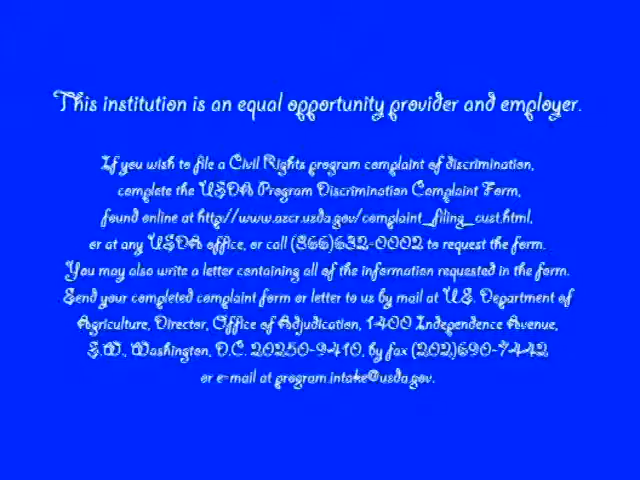 This institution is an equal opportunity provider and employer.
If you wish to file a Civil Rights program complaint of discrimination,
complete the USDA Program Discrimination Complaint Form,
found online at http://www.ascr.usda.gov/complaint_filing_cust.html,
or at any USDA office, or call (866)632-0002 to request the form.
You may also write a letter containing all of the information requested in the form.
Send your completed complaint form or letter to us by mail at U.S. Department of
Agriculture, Director, Office of Adjudication, 1400 Independence Avenue,
S.W., Washington, D.C. 20250-9410, by fax (202)690-7442
or e-mail at program.intake@usda.gov.